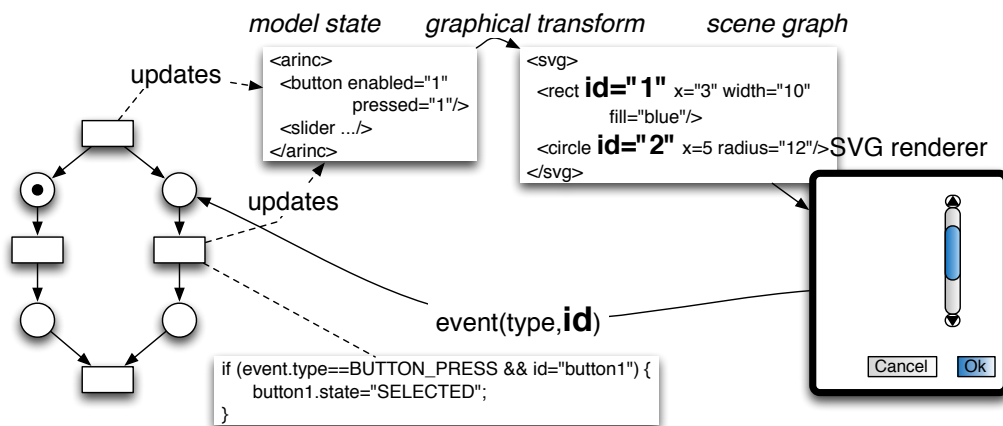 model state
graphical transform
scene graph
updates
<arinc>
<button enabled="1"
pressed="1"/>
<slider .../>
</arinc>
<svg>
<rect id="1" x="3" width="10"
fill="blue"/>
<circle id="2" x=5 radius="12"/>
</svg>
SVG renderer
updates
event(type,id)
Cancel
Ok
if (event.type==BUTTON_PRESS && id="button1") {
button1.state="SELECTED";
}